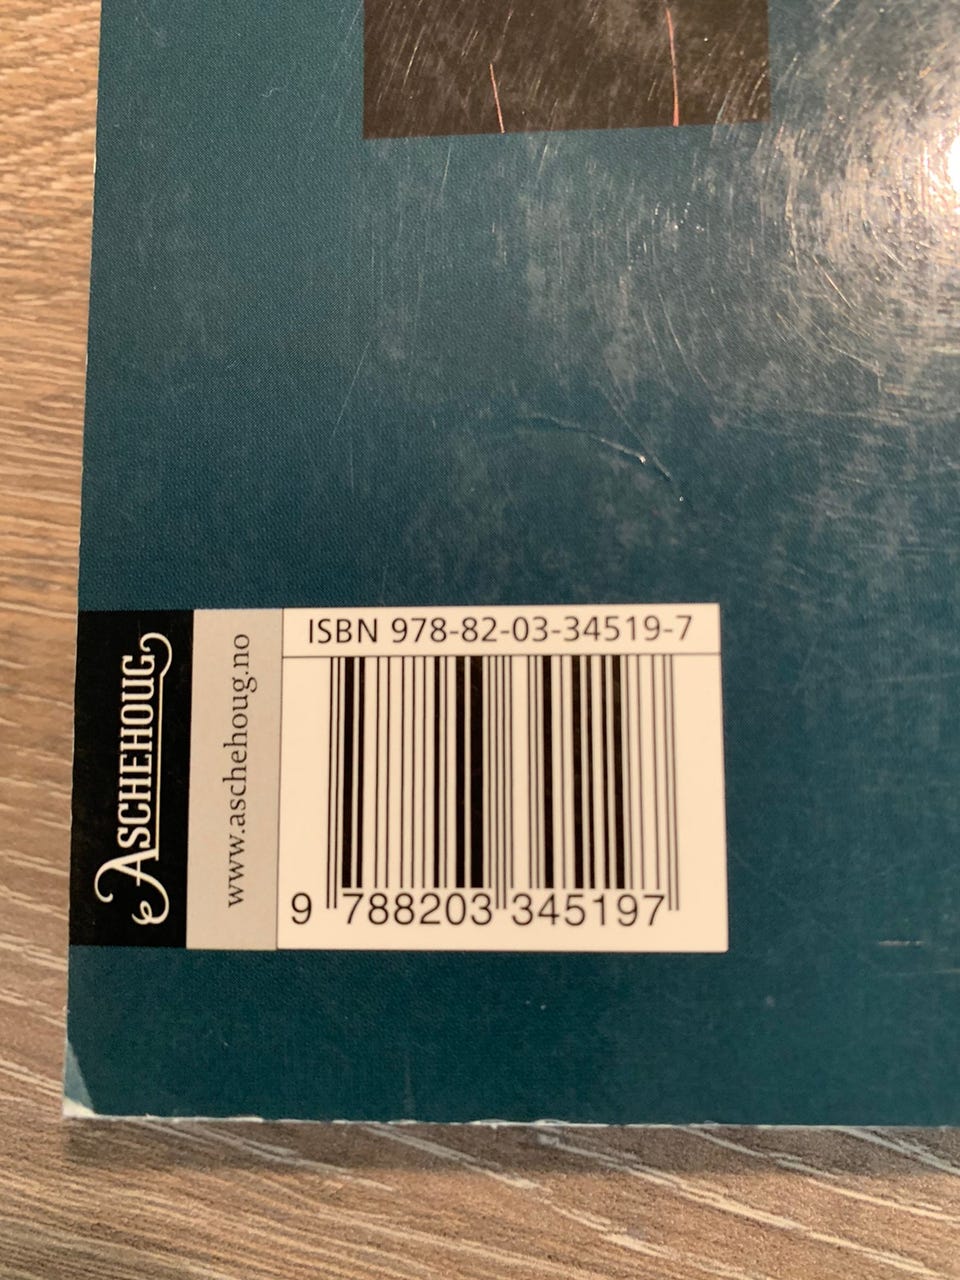 ASCHEHOUG
www.aschehoug.no
ISBN 978-82-03-34519-7
9 788203 345197